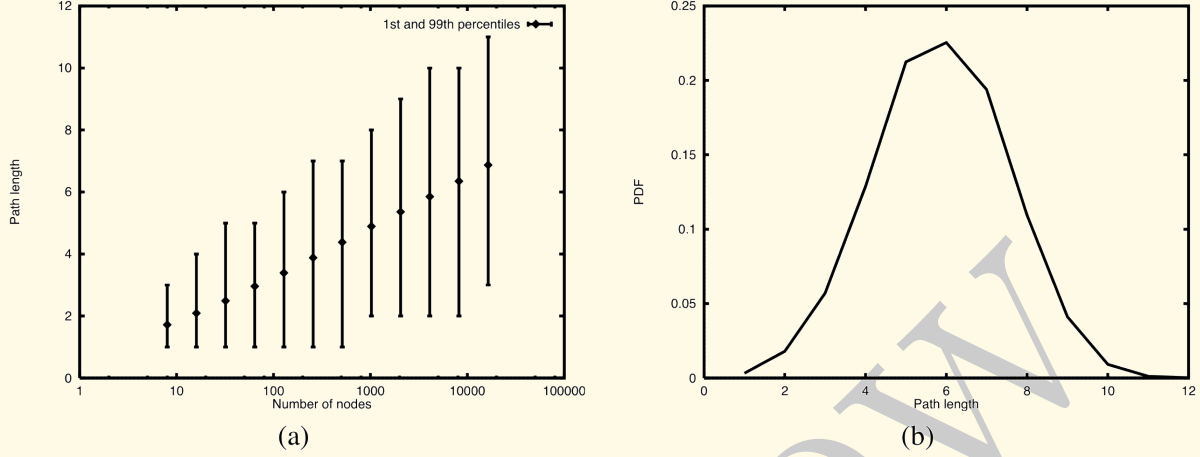 12
10
8
6
4
2
0
Path length
1st and 99th percentiles
1 10 100 1000 10000 100000
Number of nodes
(a)
0.25
0.2
0.15
0.1
0.05
0
PDF
0 2 4 6 8 10 12
Path length
(b)